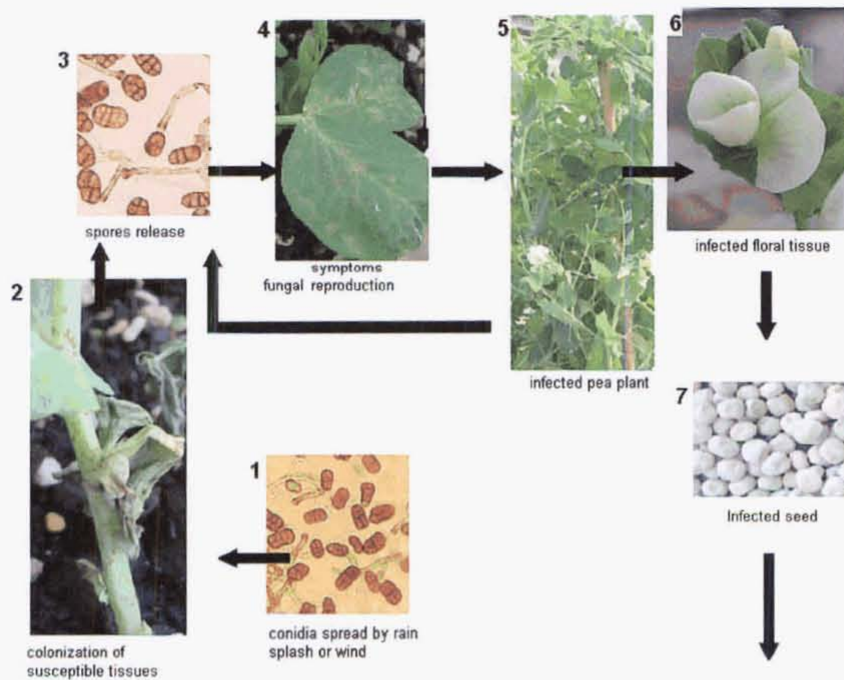 1
conidia spread by rain
splash or wind
2
colonization of
susceptible tissues
3
spores release
4
symptoms
fungal reproduction
5
infected pea plant
6
infected floral tissue
7
Infected seed